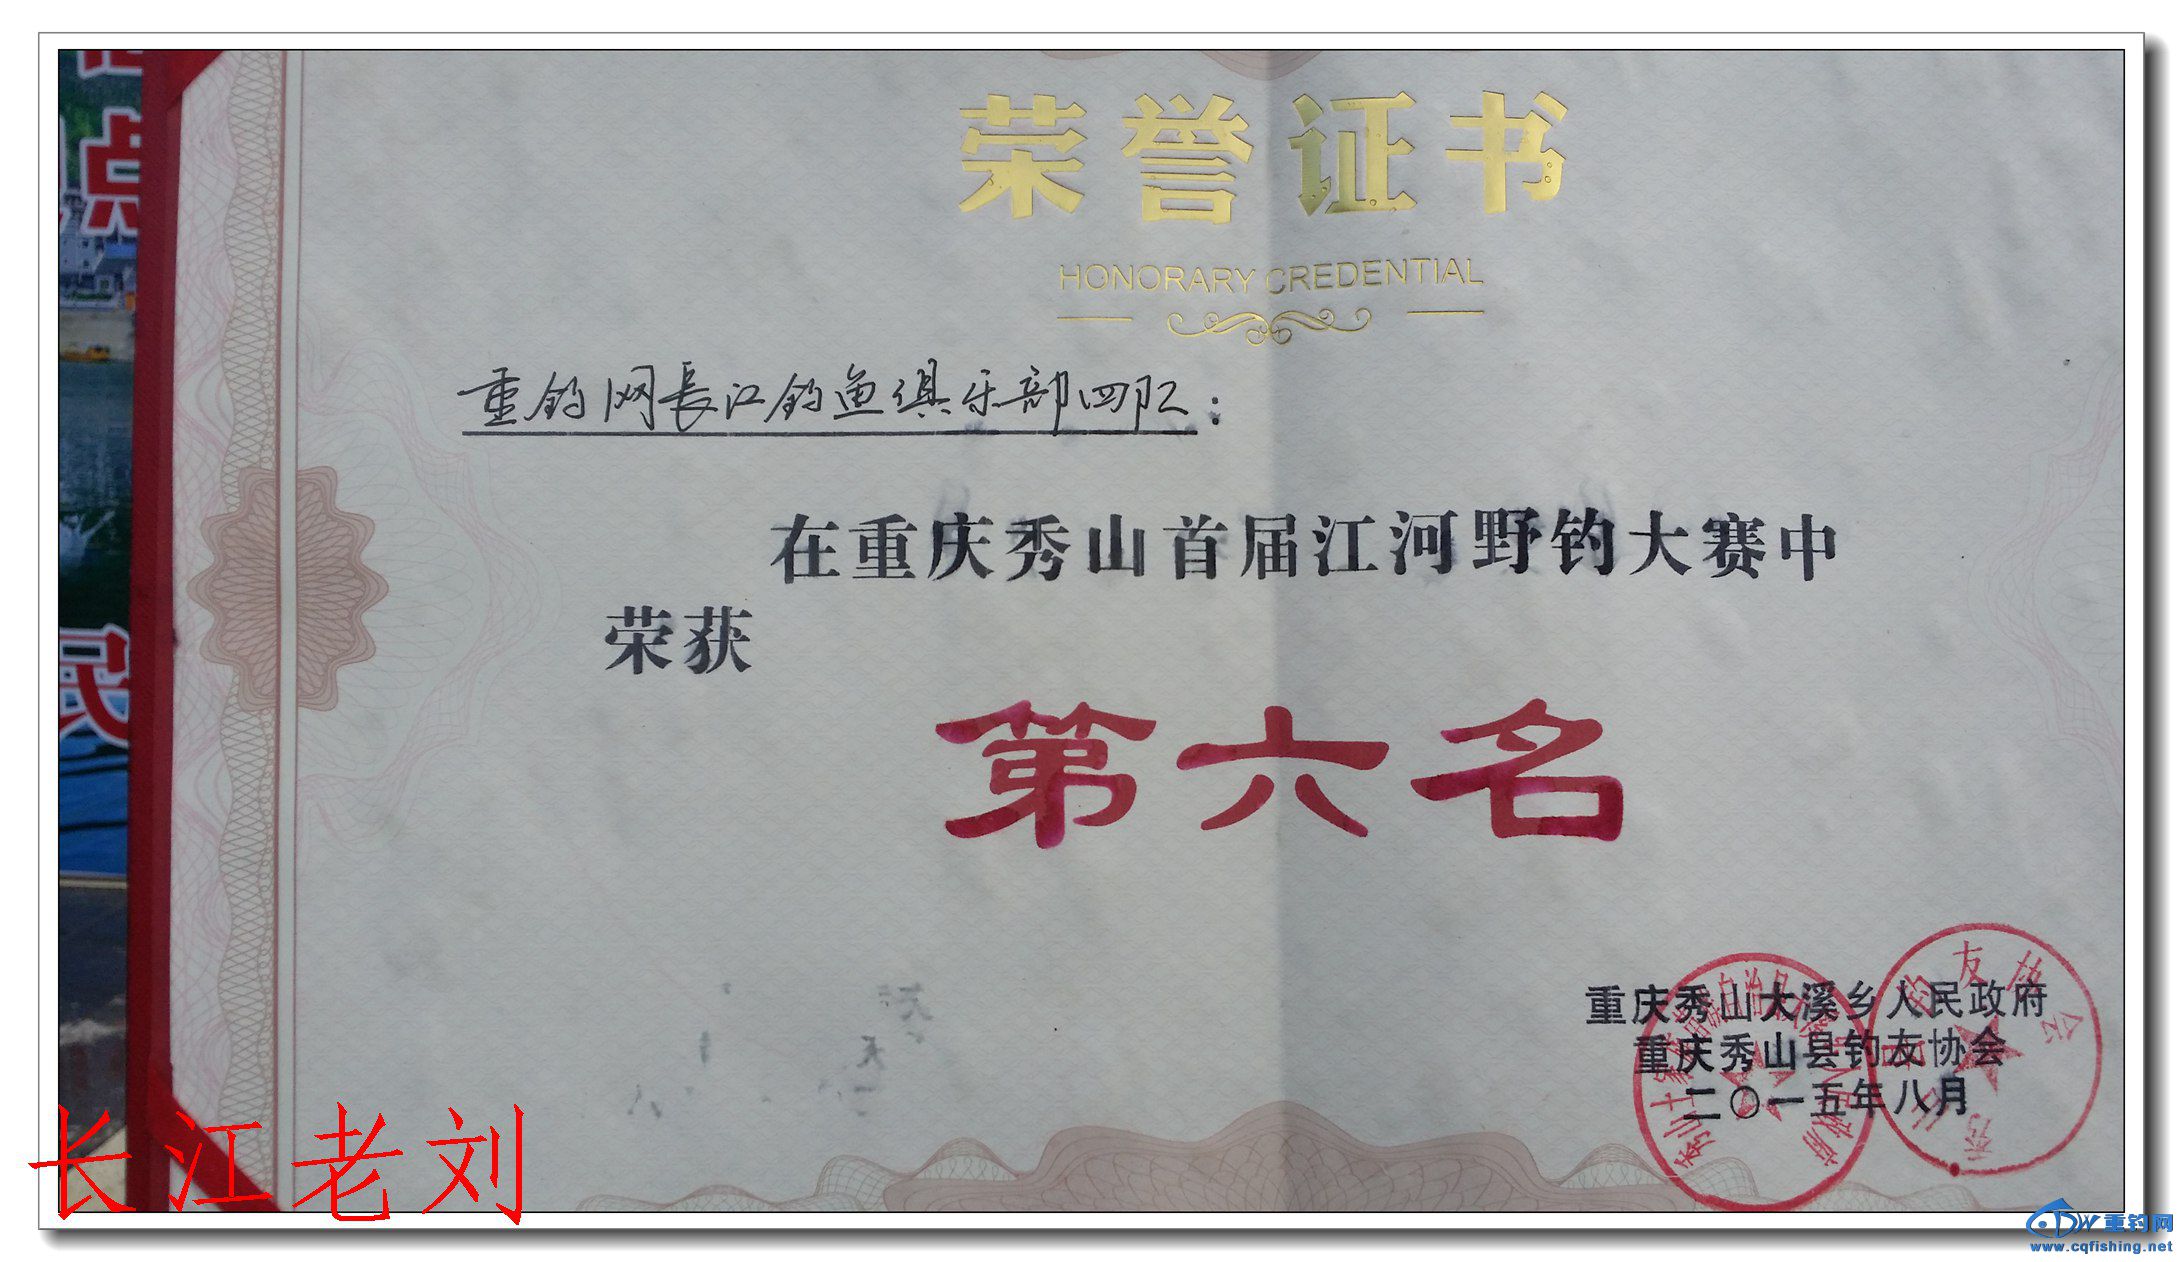 荣誉证书
HONORARY CREDENTIAL
重钓网長江钓鱼俱乐部四队：
在重庆秀山首届江河野钓大赛中
荣获
第六名
重庆秀山大溪乡人民政府
重庆秀山县钓友协会
二〇一五年八月
点
民
长江老刘
重钓网
www.cqfishing.net